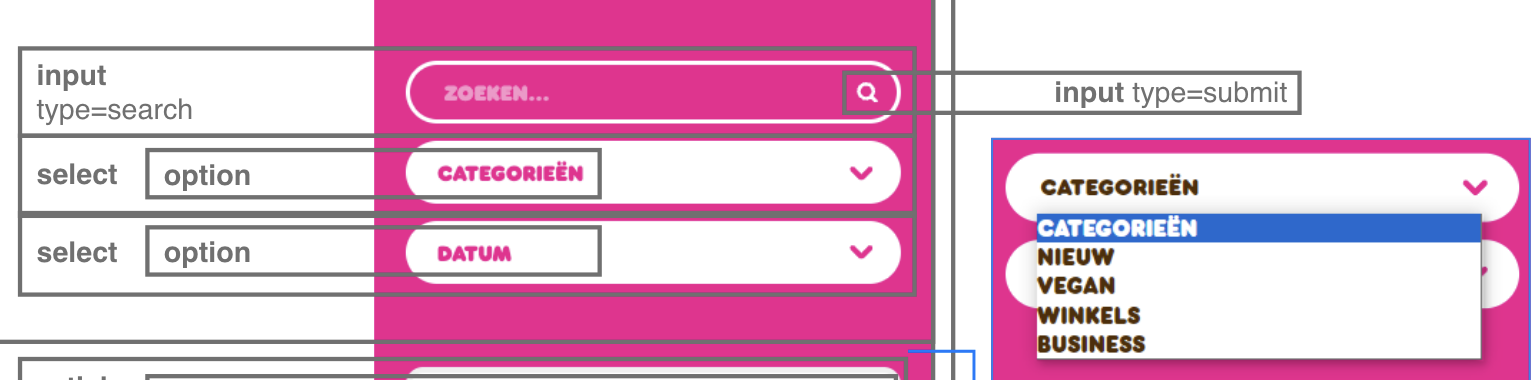 input
type=search
ZOEKEN...
input type=submit
select
option
CATEGORIEËN
select
option
DATUM
CATEGORIEËN
CATEGORIEËN
NIEUW
VEGAN
WINKELS
BUSINESS